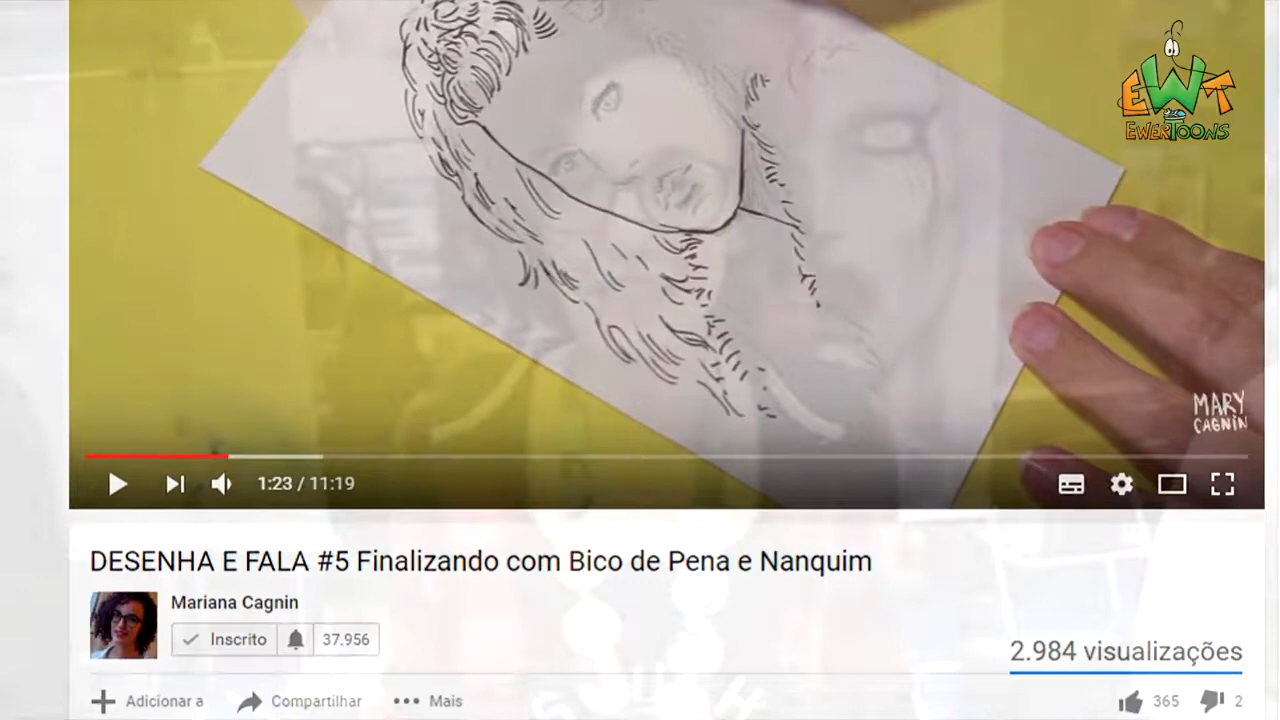 EWT
EWERTOONS
MARY
CAGNIN
1:23 / 11:19
DESENHA E FALA #5 Finalizando com Bico de Pena e Nanquim
Mariana Cagnin
Inscrito 37.956
2.984 visualizações
Adicionar a Compartilhar Mais 365 2